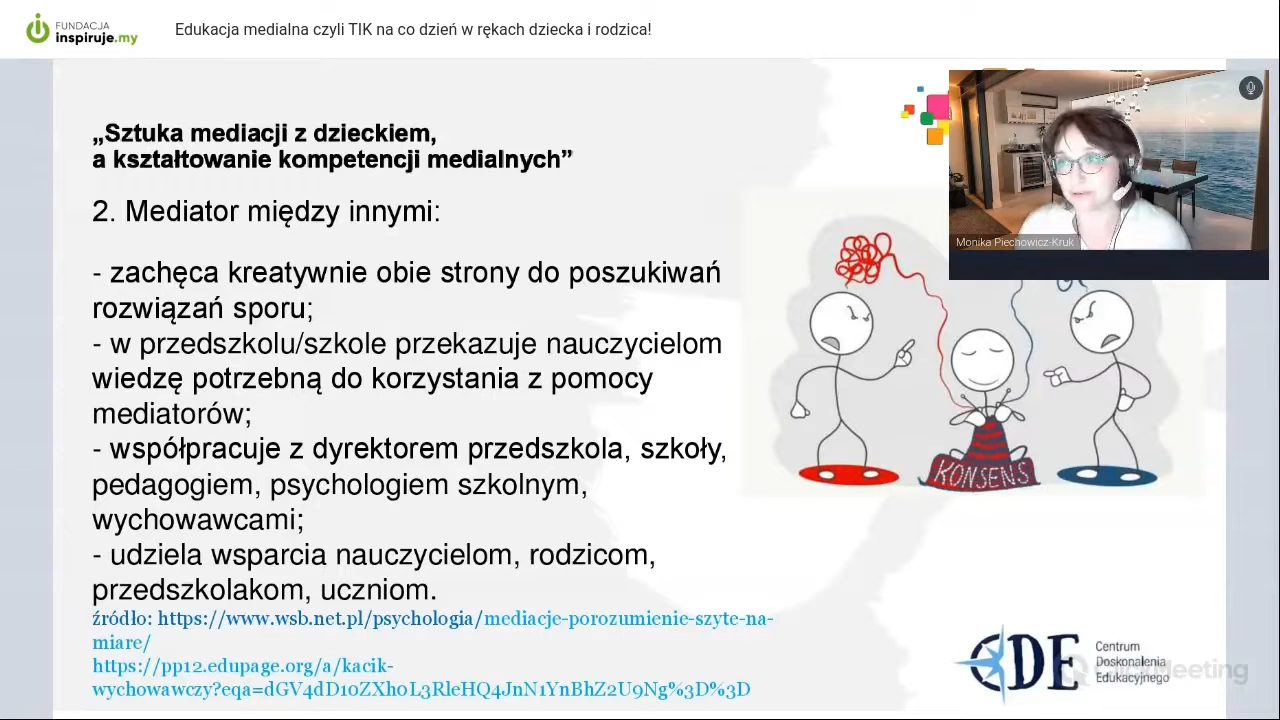 FUNDACJA
inspiruje.my
Edukacja medialna czyli TIK na co dzień w rękach dziecka i rodzica!
„Sztuka mediacji z dzieckiem,
a kształtowanie kompetencji medialnych”
2. Mediator między innymi:
- zachęca kreatywnie obie strony do poszukiwań
rozwiązań sporu;
- w przedszkolu/szkole przekazuje nauczycielom
wiedzę potrzebną do korzystania z pomocy
mediatorów;
- współpracuje z dyrektorem przedszkola, szkoły,
pedagogiem, psychologiem szkolnym,
wychowawcami;
- udziela wsparcia nauczycielom, rodzicom,
przedszkolakom, uczniom.
źródło: https://www.wsb.net.pl/psychologia/mediacje-porozumienie-szyte-na-
miare/
https://pp12.edupage.org/a/kacik-
wychowawczy?eqa=dGV4dD10ZXh0L3RleHQ4JnN1YnBhZ2U9Ng%3D%3D
Monika Piechowicz-Kruk
KONSENS
CDE
Centrum
Doskonalenia
Edukacyjnego
ClickMeeting